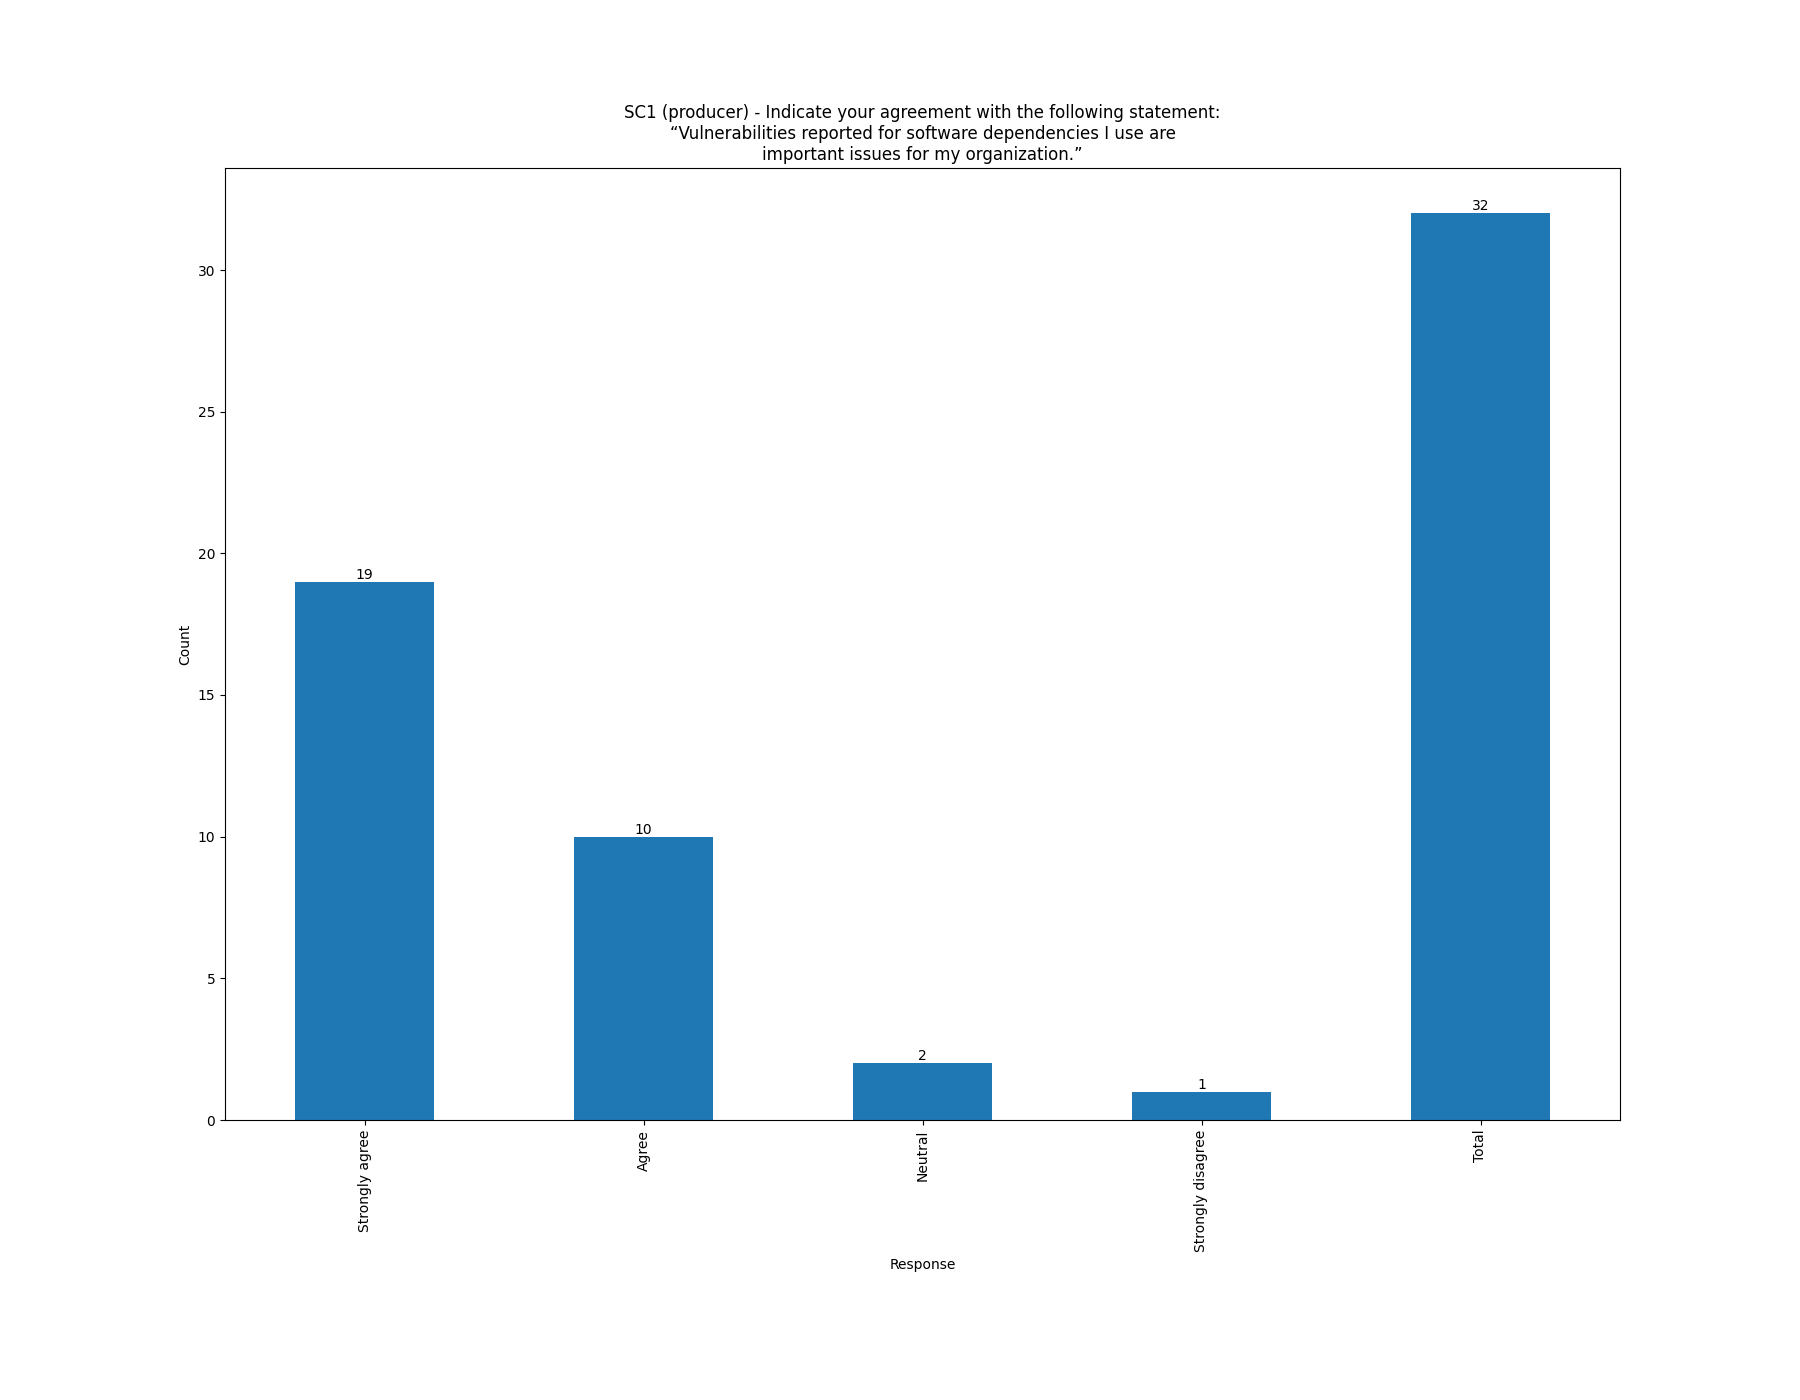 SC1 (producer) - Indicate your agreement with the following statement:
“Vulnerabilities reported for software dependencies I use are
important issues for my organization.”
32
30
25
20
19
Count
15
10
10
5
2
1
0
Strongly agree
Agree
Neutral
Strongly disagree
Total
Response